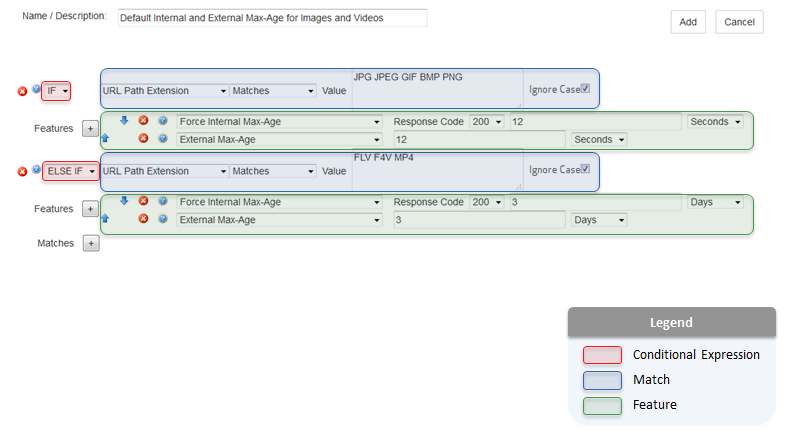 Name / Description: Default Internal and External Max-Age for Images and Videos Add Cancel
JPG JPEG GIF BMP PNG
IF URL Path Extension Matches Value Ignore Case
Features + Force Internal Max-Age Response Code 200 12 Seconds
External Max-Age 12 Seconds
FLV F4V MP4
ELSE IF URL Path Extension Matches Value Ignore Case
Features + Force Internal Max-Age Response Code 200 3 Days
External Max-Age 3 Days
Matches +
Legend
Conditional Expression
Match
Feature